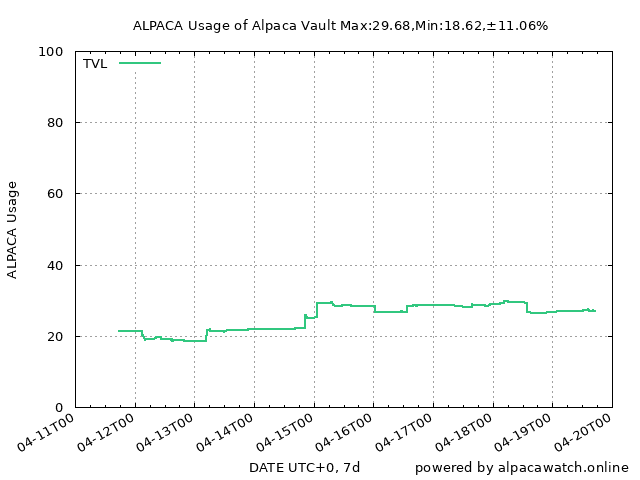 ALPACA Usage of Alpaca Vault Max:29.68,Min:18.62,±11.06%
100
80
60
40
20
0
ALPACA Usage
TVL
04-11T00
04-12T00
04-13T00
04-14T00
04-15T00
04-16T00
04-17T00
04-18T00
04-19T00
04-20T00
DATE UTC+0, 7d
powered by alpacawatch.online